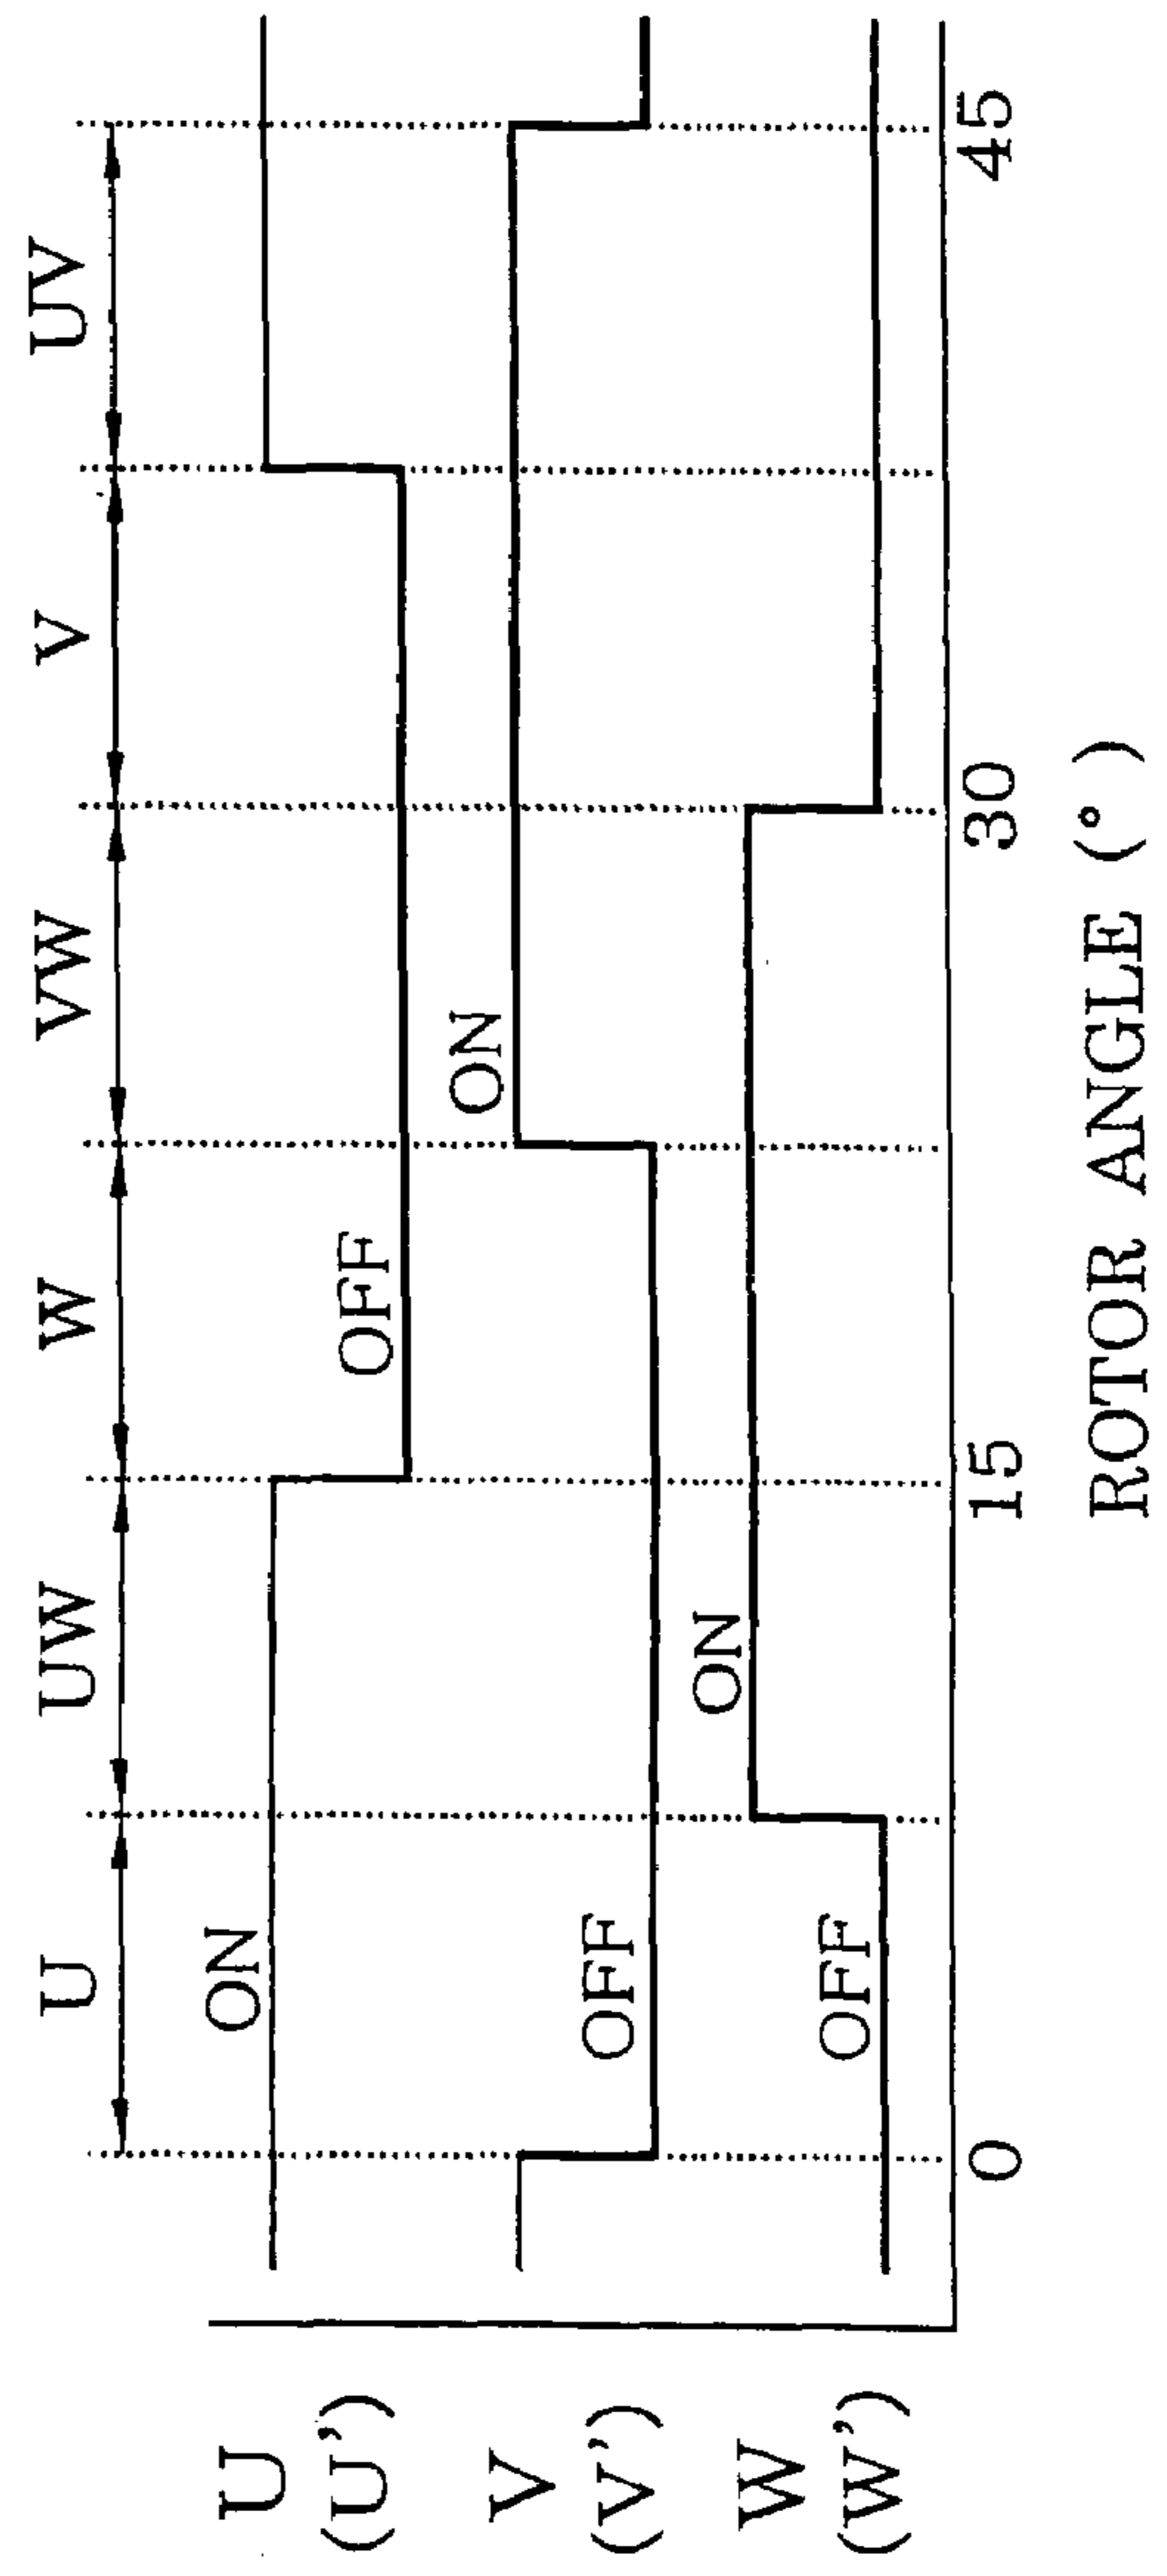 U UW W VW V UV
U
(U')
ON
OFF
V
(V')
OFF
ON
W
(W')
OFF
ON
0 15 30 45
ROTOR ANGLE (° )